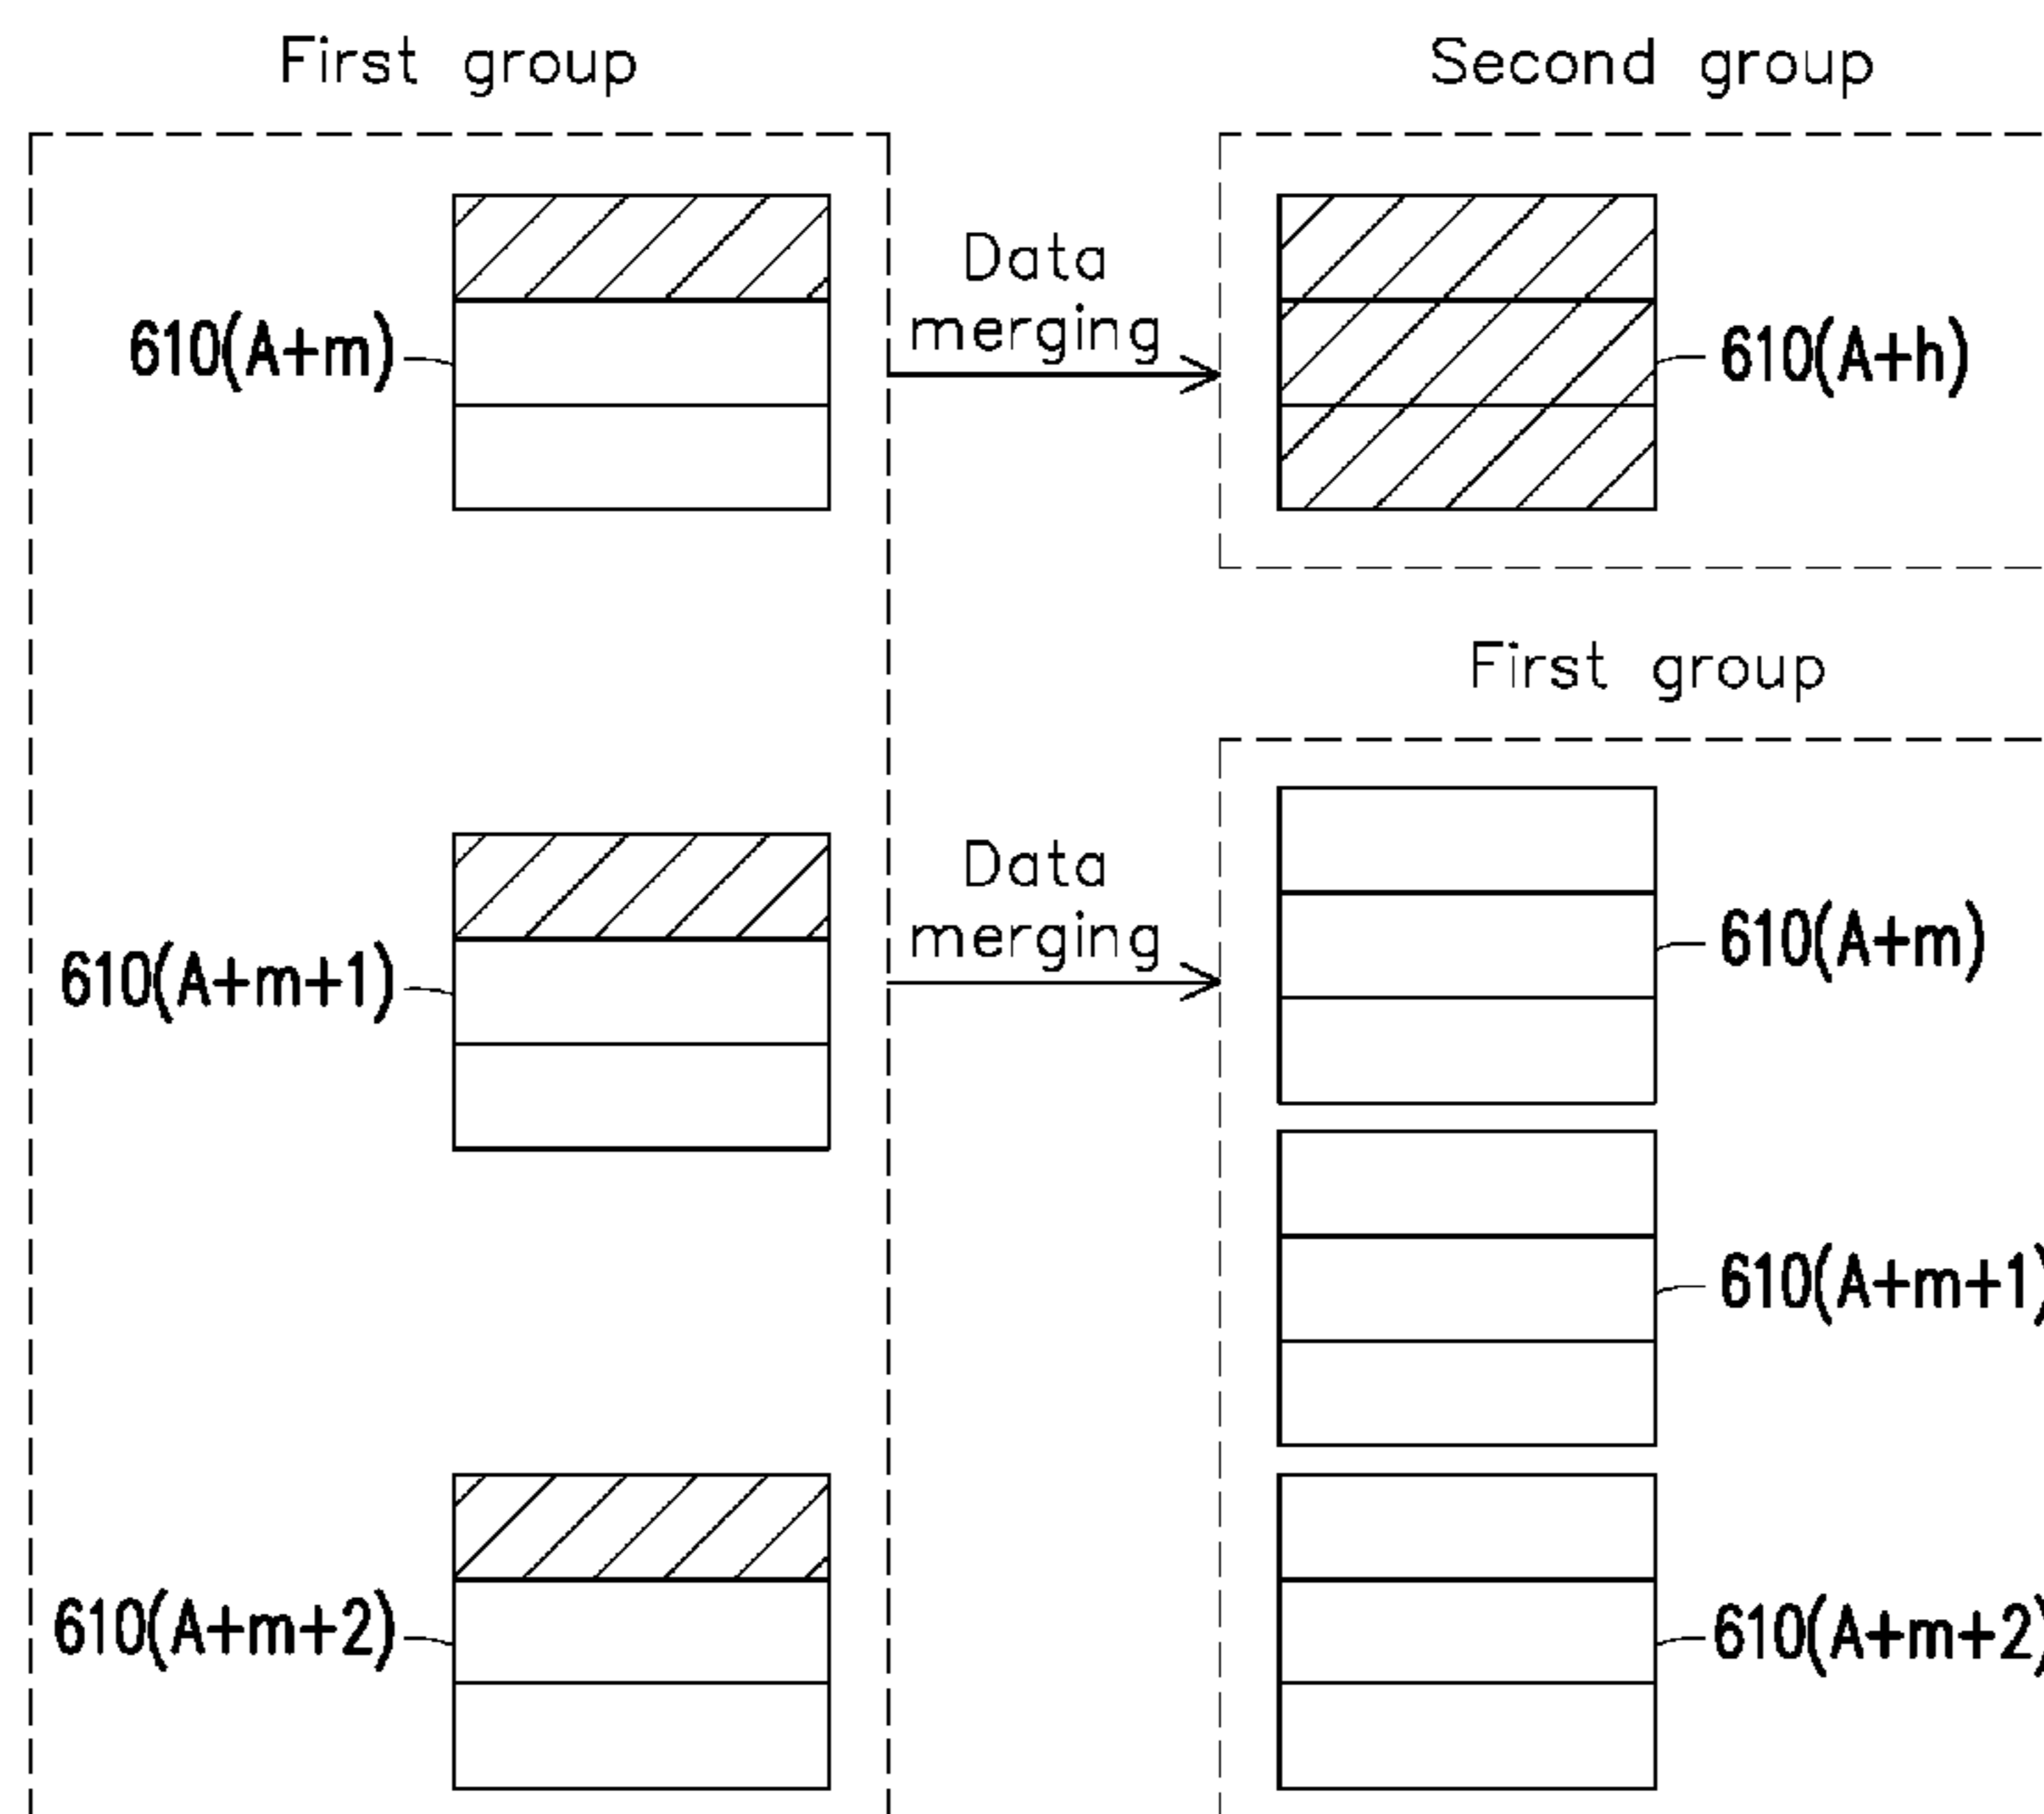 First group
610(A+m)
610(A+m+1)
610(A+m+2)
Data
merging
Data
merging
Second group
610(A+h)
First group
610(A+m)
610(A+m+1)
610(A+m+2)